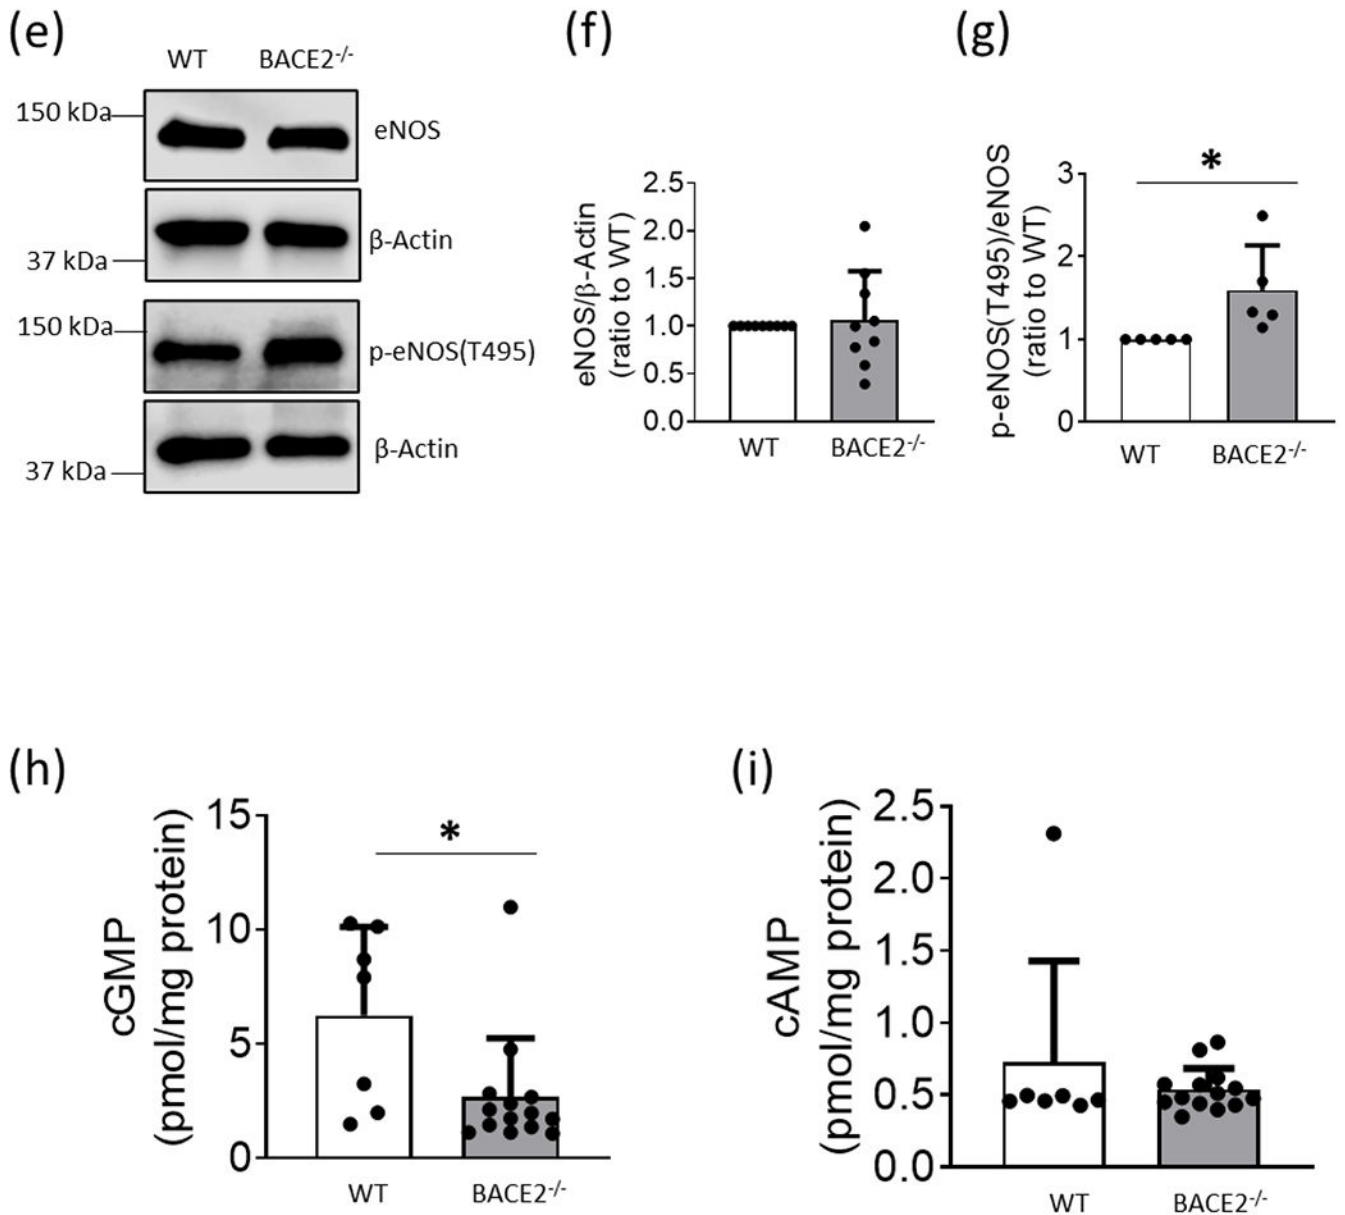 (e)
WT BACE2-/-
150 kDa
eNOS
β-Actin
37 kDa
150 kDa
p-eNOS(T495)
β-Actin
37 kDa
(f)
eNOS/β-Actin
(ratio to WT)
2.5
2.0
1.5
1.0
0.5
0.0
WT BACE2-/-
(g)
p-eNOS(T495)/eNOS
(ratio to WT)
3
2
1
0
*
WT BACE2-/-
(h)
cGMP
(pmol/mg protein)
15
10
5
0
*
WT BACE2-/-
(i)
cAMP
(pmol/mg protein)
2.5
2.0
1.5
1.0
0.5
0.0
WT BACE2-/-